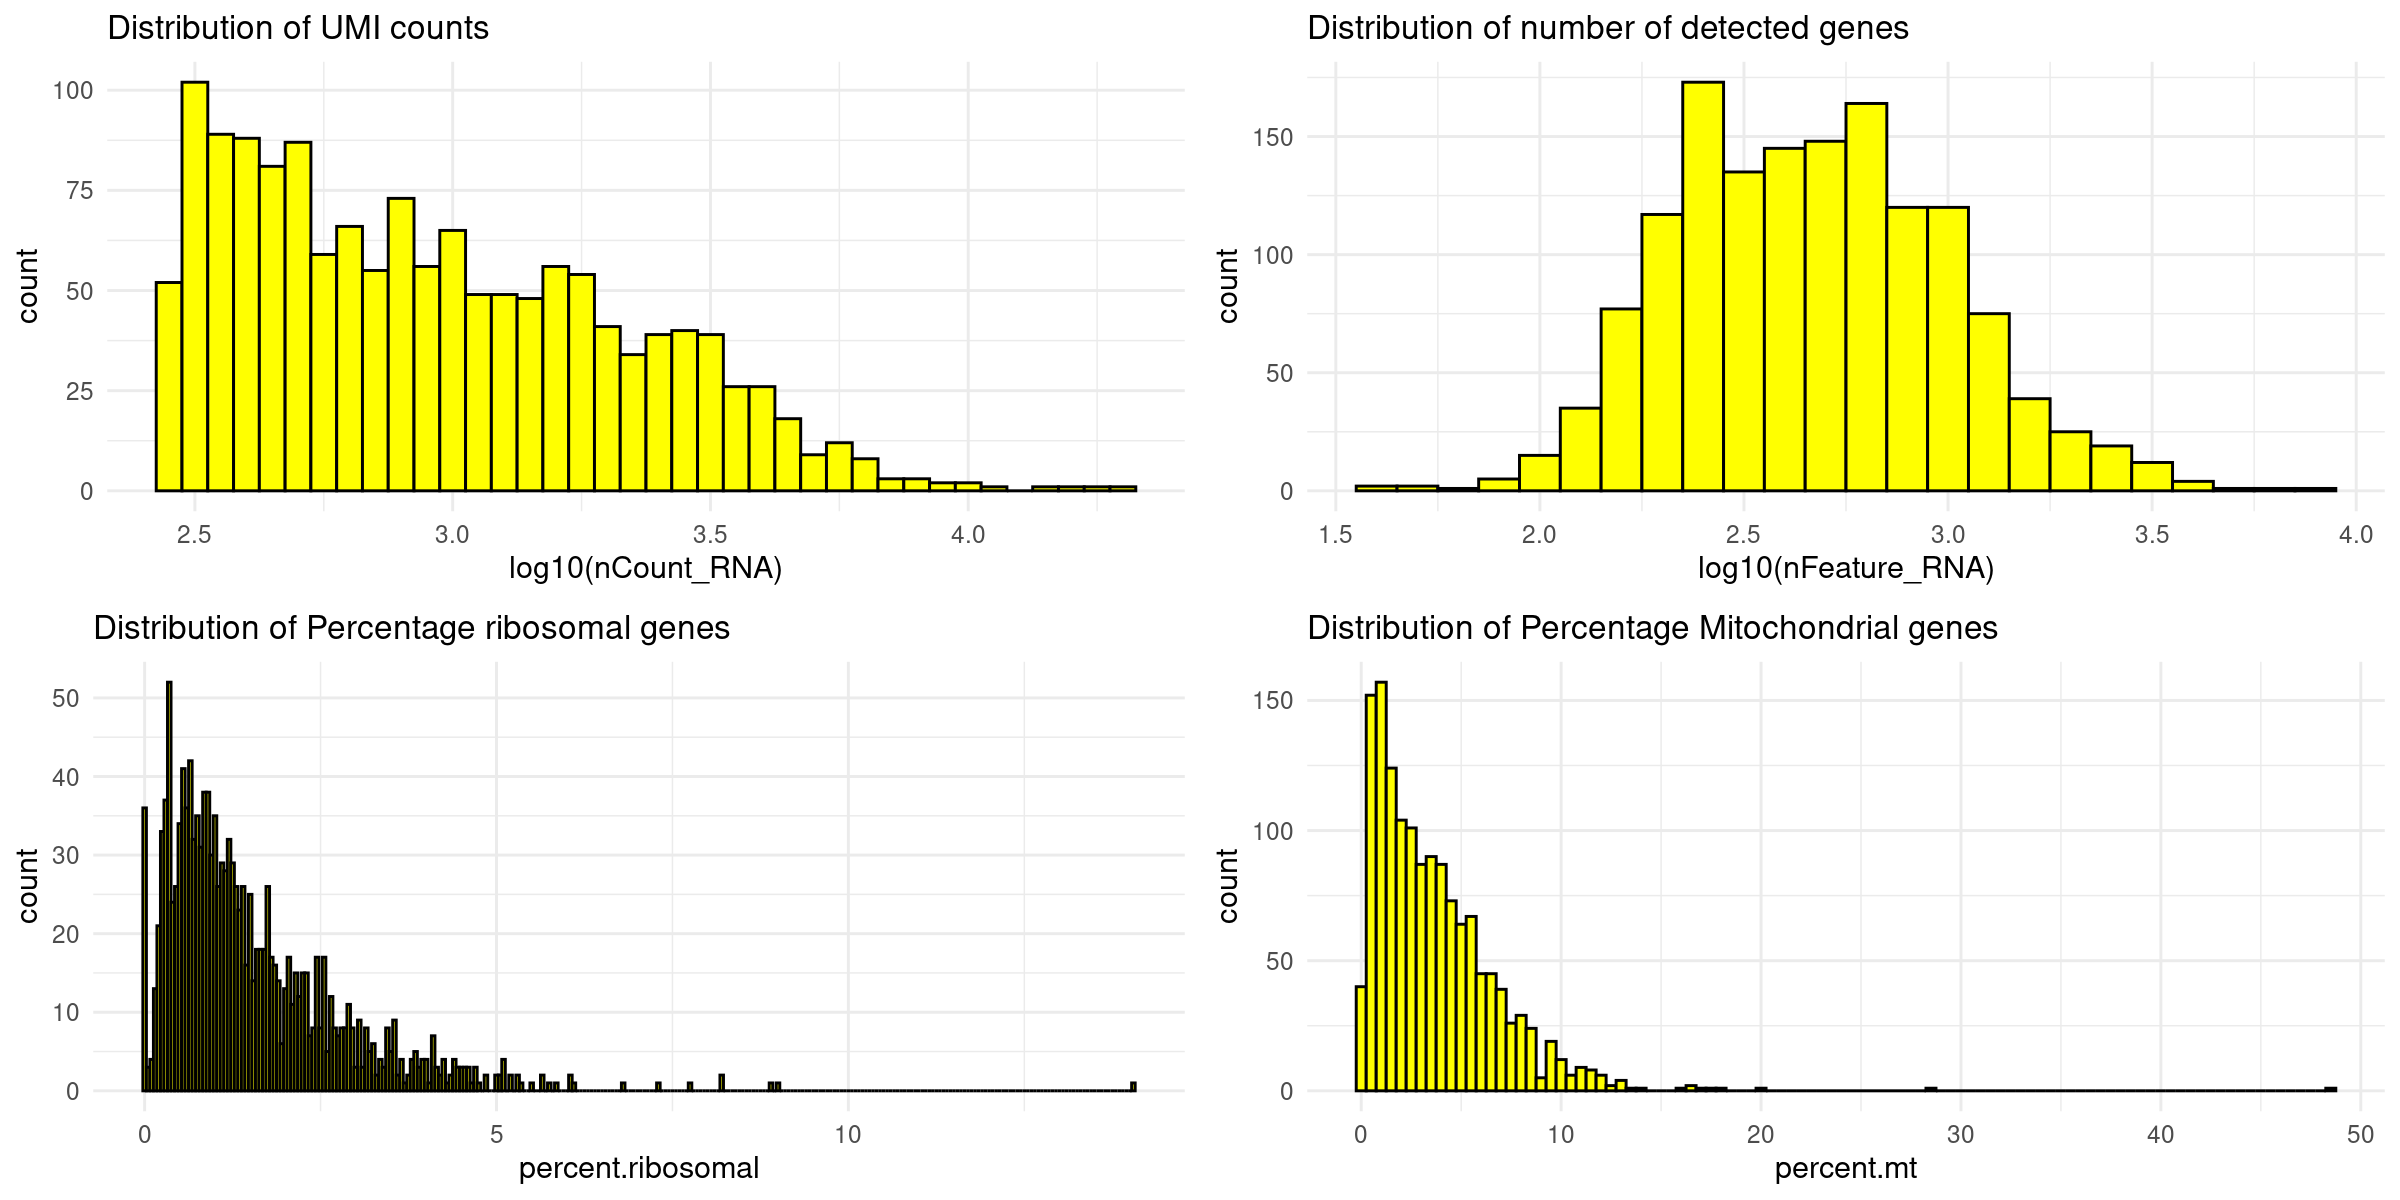 Distribution of UMI counts
100
75
50
25
0
count
2.5 3.0 3.5 4.0
log10(nCount_RNA)
Distribution of number of detected genes
150
100
50
0
count
1.5 2.0 2.5 3.0 3.5 4.0
log10(nFeature_RNA)
Distribution of Percentage ribosomal genes
50
40
30
20
10
0
count
0 5 10
percent.ribosomal
Distribution of Percentage Mitochondrial genes
150
100
50
0
count
0 10 20 30 40 50
percent.mt